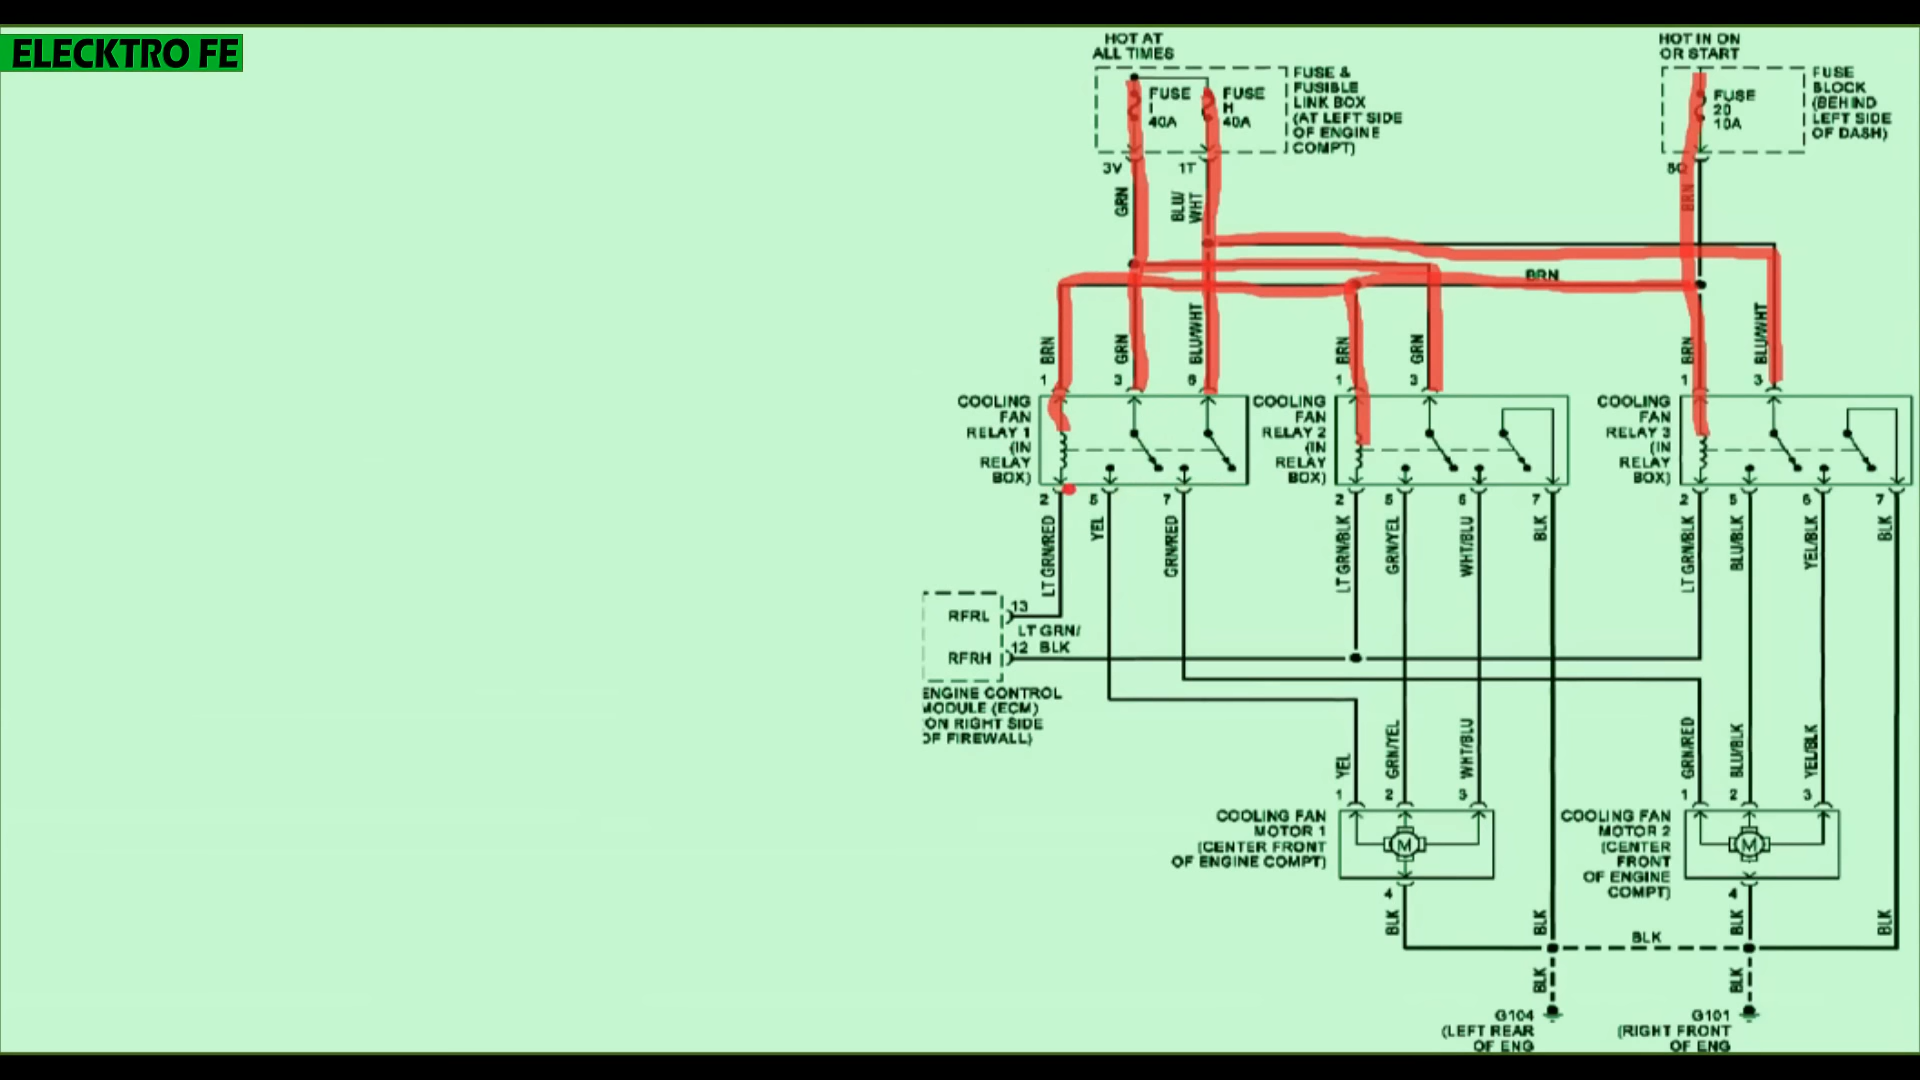 ELECKTRO FE
HOT AT
ALL TIMES
HOT IN ON
OR START
FUSE
I
40A
FUSE
H
40A
FUSE &
FUSIBLE
LINK BOX
(AT LEFT SIDE
OF ENGINE
COMPT)
FUSE
20
10A
FUSE
BLOCK
(BEHIND
LEFT SIDE
OF DASH)
3V
1T
GRN
BLU/
WHT
BRN
BRN
BRN
GRN
BLU/WHT
BRN
GRN
BRN
BLU/WHT
1
3
6
1
3
1
3
COOLING
FAN
RELAY 1
(IN
RELAY
BOX)
COOLING
FAN
RELAY 2
(IN
RELAY
BOX)
COOLING
FAN
RELAY 3
(IN
RELAY
BOX)
2
5
7
2
5
6
7
2
5
6
7
LT GRN/RED
YEL
GRN/RED
LT GRN/BLK
GRN/YEL
WHT/BLU
BLK
LT GRN/BLK
BLU/BLK
YEL/BLK
BLK
RFRL
13
LT GRN/
BLK
RFRH
12
ENGINE CONTROL
MODULE (ECM)
(ON RIGHT SIDE
OF FIREWALL)
YEL
GRN/YEL
WHT/BLU
GRN/RED
BLU/BLK
YEL/BLK
1
2
3
1
2
3
COOLING FAN
MOTOR 1
(CENTER FRONT
OF ENGINE COMPT)
M
COOLING FAN
MOTOR 2
(CENTER
FRONT
OF ENGINE
COMPT)
M
4
4
BLK
BLK
BLK
BLK
BLK
BLK
BLK
G104
(LEFT REAR
OF ENG
G101
(RIGHT FRONT
OF ENG